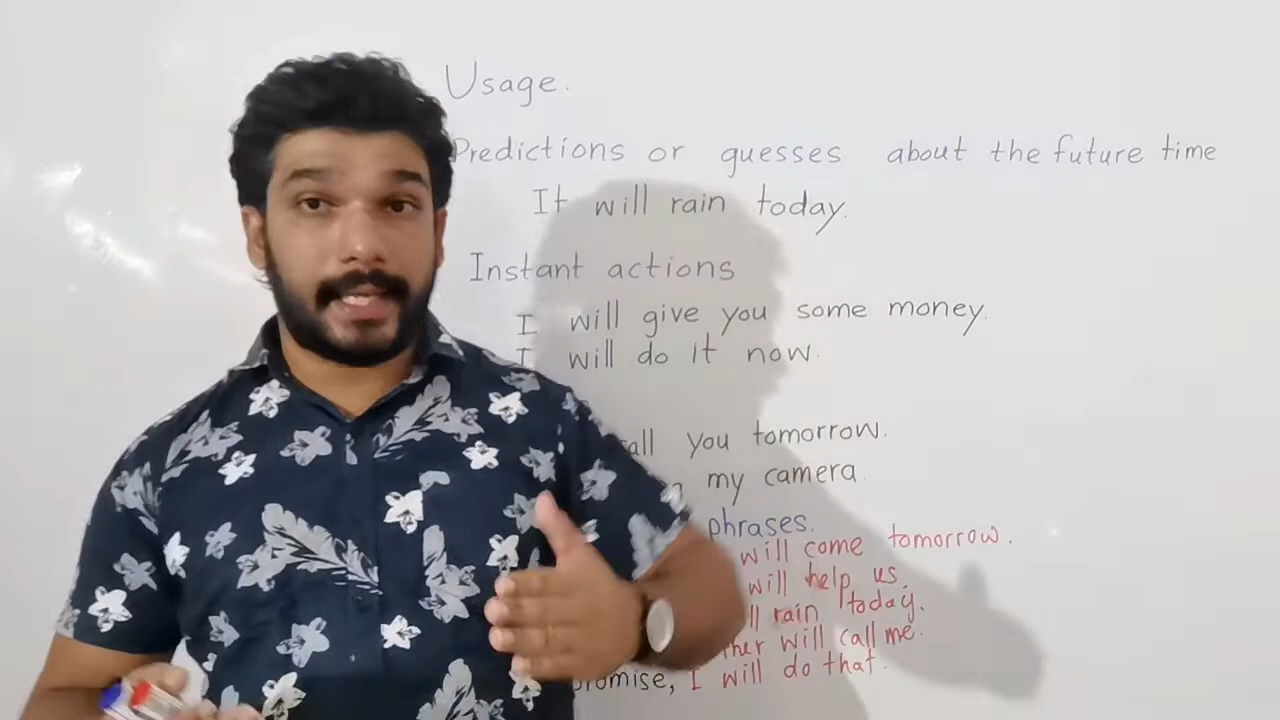 Usage.
Predictions or guesses about the future time
It will rain today.
Instant actions
I will give you some money.
I will do it now.
you tomorrow.
my camera
phrases.
will come tomorrow.
will help us.
rain today.
will call me.
I will do that.